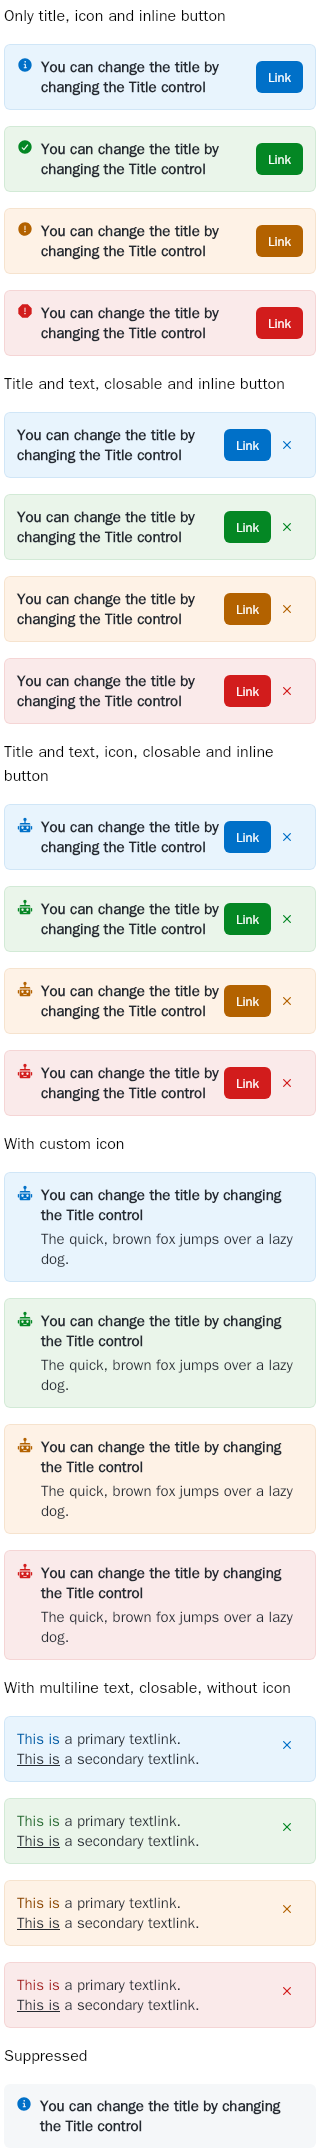 Only title, icon and inline button
You can change the title by
changing the Title control
Link
You can change the title by
changing the Title control
Link
You can change the title by
changing the Title control
Link
You can change the title by
changing the Title control
Link
Title and text, closable and inline button
You can change the title by
changing the Title control
Link
You can change the title by
changing the Title control
Link
You can change the title by
changing the Title control
Link
You can change the title by
changing the Title control
Link
Title and text, icon, closable and inline
button
You can change the title by
changing the Title control
Link
You can change the title by
changing the Title control
Link
You can change the title by
changing the Title control
Link
You can change the title by
changing the Title control
Link
With custom icon
You can change the title by changing
the Title control
The quick, brown fox jumps over a lazy
dog.
You can change the title by changing
the Title control
The quick, brown fox jumps over a lazy
dog.
You can change the title by changing
the Title control
The quick, brown fox jumps over a lazy
dog.
You can change the title by changing
the Title control
The quick, brown fox jumps over a lazy
dog.
With multiline text, closable, without icon
This is a primary textlink.
This is a secondary textlink.
This is a primary textlink.
This is a secondary textlink.
This is a primary textlink.
This is a secondary textlink.
This is a primary textlink.
This is a secondary textlink.
Suppressed
You can change the title by changing
the Title control